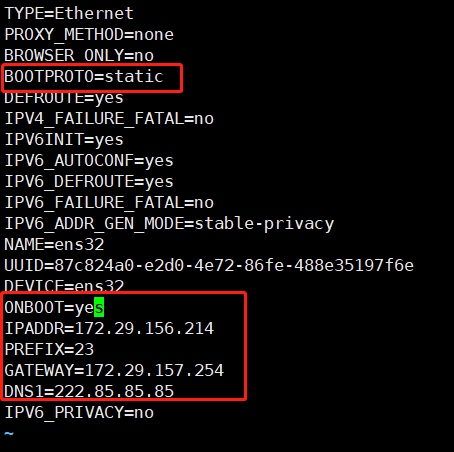 TYPE=Ethernet
PROXY_METHOD=none
BROWSER_ONLY=no
BOOTPROTO=static
DEFROUTE=yes
IPV4_FAILURE_FATAL=no
IPV6INIT=yes
IPV6_AUTOCONF=yes
IPV6_DEFROUTE=yes
IPV6_FAILURE_FATAL=no
IPV6_ADDR_GEN_MODE=stable-privacy
NAME=ens32
UUID=87c824a0-e2d0-4e72-86fe-488e35197f6e
DEVICE=ens32
ONBOOT=yes
IPADDR=172.29.156.214
PREFIX=23
GATEWAY=172.29.157.254
DNS1=222.85.85.85
IPV6_PRIVACY=no
~